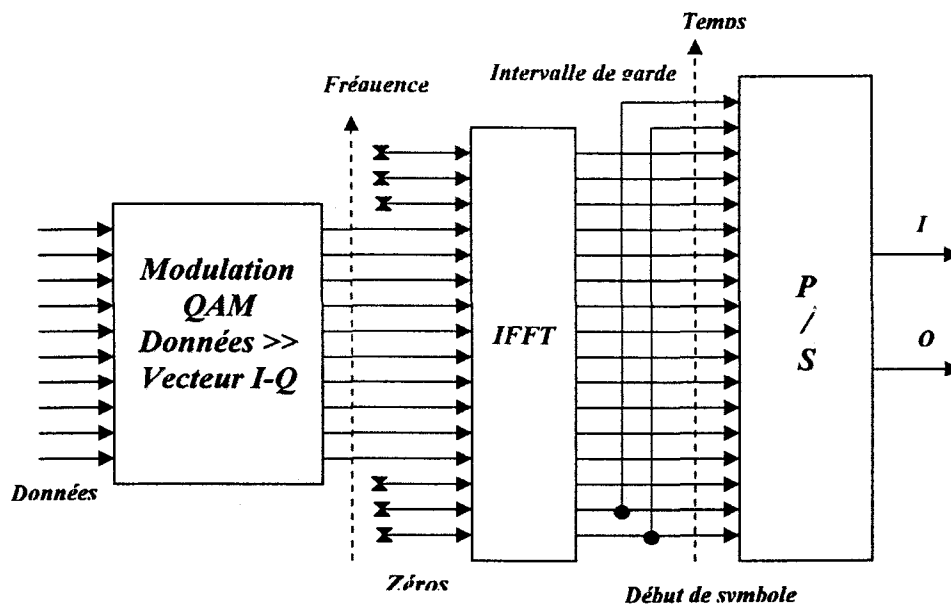 Temps
Intervalle de garde
Fréquence
Modulation
QAM
Données >>
Vecteur I-Q
IFFT
P
/
S
I
O
Données
Zéros
Début de symbole